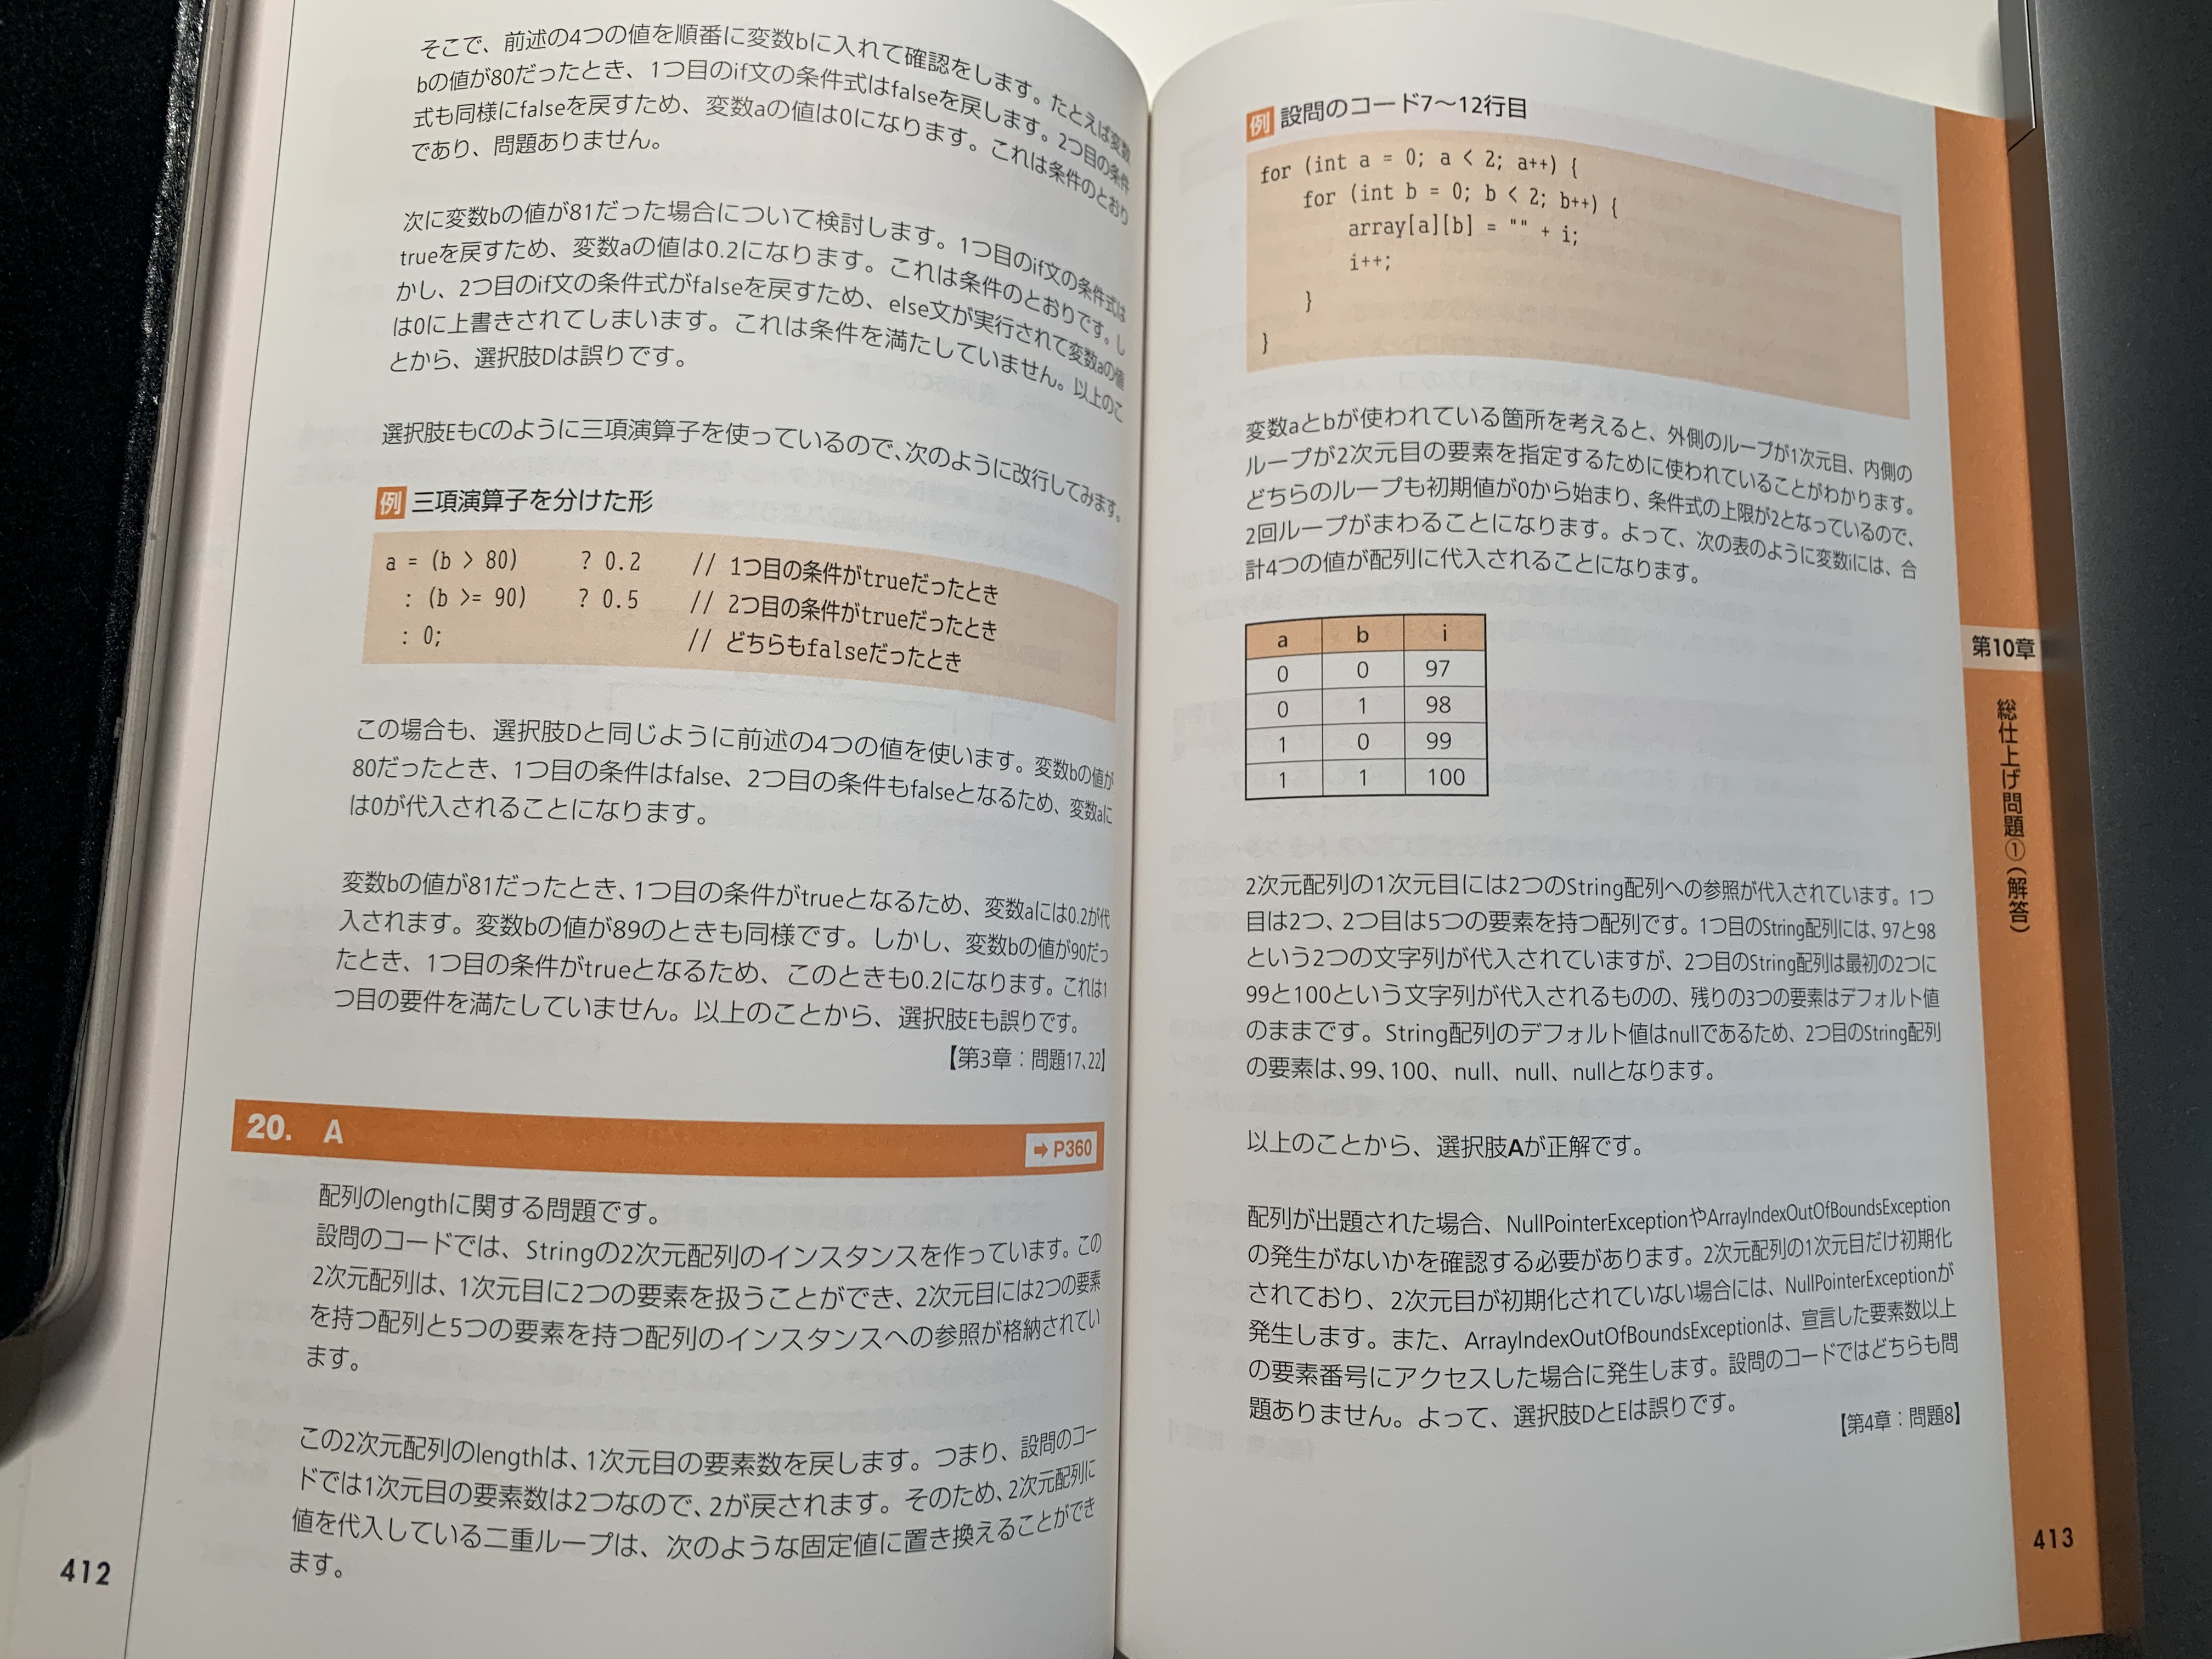 そこで、前述の4つの値を順番に変数bに入れて確認をします。たとえば変数
bの値が80だったとき、1つ目のif文の条件式はfalseを戻します。2つ目の条件
式も同様にfalseを戻すため、変数aの値は0になります。これは条件のとおり
であり、問題ありません。
次に変数bの値が81だった場合について検討します。1つ目のif文の条件式は
trueを戻すため、変数aの値は0.2になります。これは条件のとおりです。し
かし、2つ目のif文の条件式がfalseを戻すため、else文が実行されて変数aの値
は0に上書きされてしまいます。これは条件を満たしていません。以上のこ
とから、選択肢Dは誤りです。
選択肢EもCのように三項演算子を使っているので、次のように改行してみます。
例 三項演算子を分けた形
a = (b > 80) ? 0.2 // 1つ目の条件がtrueだったとき
: (b >= 90) ? 0.5 // 2つ目の条件がtrueだったとき
: 0; // どちらもfalseだったとき
この場合も、選択肢Dと同じように前述の4つの値を使います。変数bの値が
80だったとき、1つ目の条件はfalse、2つ目の条件もfalseとなるため、変数aに
は0が代入されることになります。
変数bの値が81だったとき、1つ目の条件がtrueとなるため、変数aには0.2が代
入されます。変数bの値が89のときも同様です。しかし、変数bの値が90だっ
たとき、1つ目の条件がtrueとなるため、このときも0.2になります。これは1
つ目の要件を満たしていません。以上のことから、選択肢Eも誤りです。
【第3章：問題17、22】
20. A ➡ P360
配列のlengthに関する問題です。
設問のコードでは、Stringの2次元配列のインスタンスを作っています。この
2次元配列は、1次元目に2つの要素を扱うことができ、2次元目には2つの要素
を持つ配列と5つの要素を持つ配列のインスタンスへの参照が格納されてい
ます。
この2次元配列のlengthは、1次元目の要素数を戻します。つまり、設問のコー
ドでは1次元目の要素数は2つなので、2が戻されます。そのため、2次元配列に
値を代入している二重ループは、次のような固定値に置き換えることができ
ます。
412
例 設問のコード7〜12行目
for (int a = 0; a < 2; a++) {
for (int b = 0; b < 2; b++) {
array[a][b] = "" + i;
i++;
}
}
変数aとbが使われている箇所を考えると、外側のループが1次元目、内側の
ループが2次元目の要素を指定するために使われていることがわかります。
どちらのループも初期値が0から始まり、条件式の上限が2となっているので、
2回ループがまわることになります。よって、次の表のように変数iには、合
計4つの値が配列に代入されることになります。
a b i
0 0 97
0 1 98
1 0 99
1 1 100
2次元配列の1次元目には2つのString配列への参照が代入されています。1つ
目は2つ、2つ目は5つの要素を持つ配列です。1つ目のString配列には、97と98
という2つの文字列が代入されていますが、2つ目のString配列は最初の2つに
99と100という文字列が代入されるものの、残りの3つの要素はデフォルト値
のままです。String配列のデフォルト値はnullであるため、2つ目のString配列
の要素は、99、100、null、null、nullとなります。
以上のことから、選択肢Aが正解です。
配列が出題された場合、NullPointerExceptionやArrayIndexOutOfBoundsException
の発生がないかを確認する必要があります。2次元配列の1次元目だけ初期化
されており、2次元目が初期化されていない場合には、NullPointerExceptionが
発生します。また、ArrayIndexOutOfBoundsExceptionは、宣言した要素数以上
の要素番号にアクセスした場合に発生します。設問のコードではどちらも問
題ありません。よって、選択肢DとEは誤りです。
【第4章：問題8】
第10章
総仕上げ問題①（解答）
413